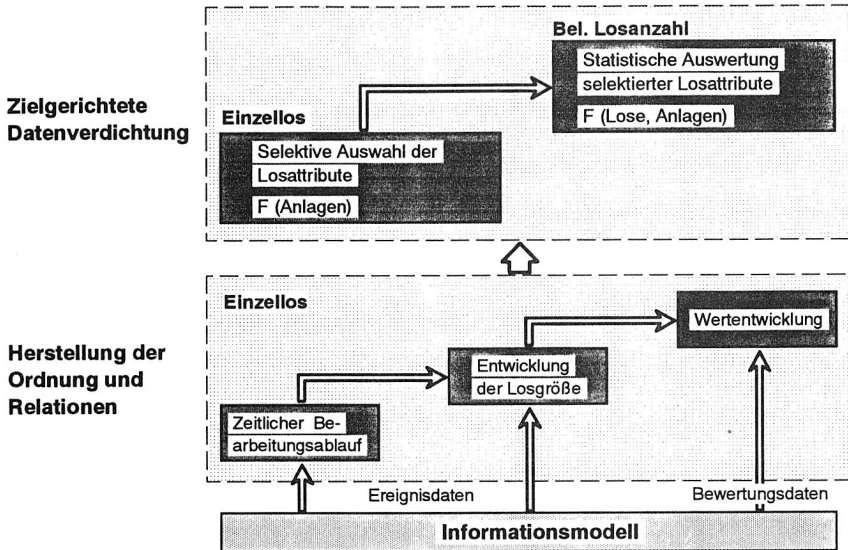 Bel. Losanzahl
Statistische Auswertung
selektierter Losattribute
F (Lose, Anlagen)
Zielgerichtete
Datenverdichtung
Einzellos
Selektive Auswahl der
Losattribute
F (Anlagen)
Einzellos
Wertentwicklung
Herstellung der
Ordnung und
Relationen
Entwicklung
der Losgröße
Zeitlicher Be-
arbeitungsablauf
Ereignisdaten
Bewertungsdaten
Informationsmodell